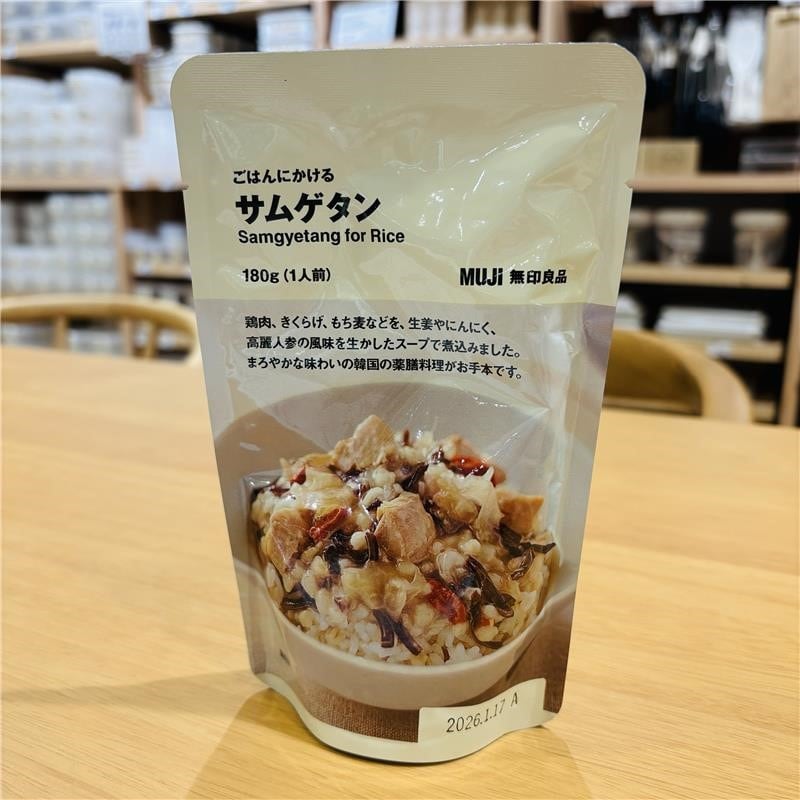 ごはんにかける
サムゲタン
Samgyetang for Rice
180g(1人前)
MUJI 無印良品
鶏肉、きくらげ、もち麦などを、生姜やにんにく、
高麗人参の風味を生かしたスープで煮込みました。
まろやかな味わいの韓国の薬膳料理がお手本です。
2026.1.17 A